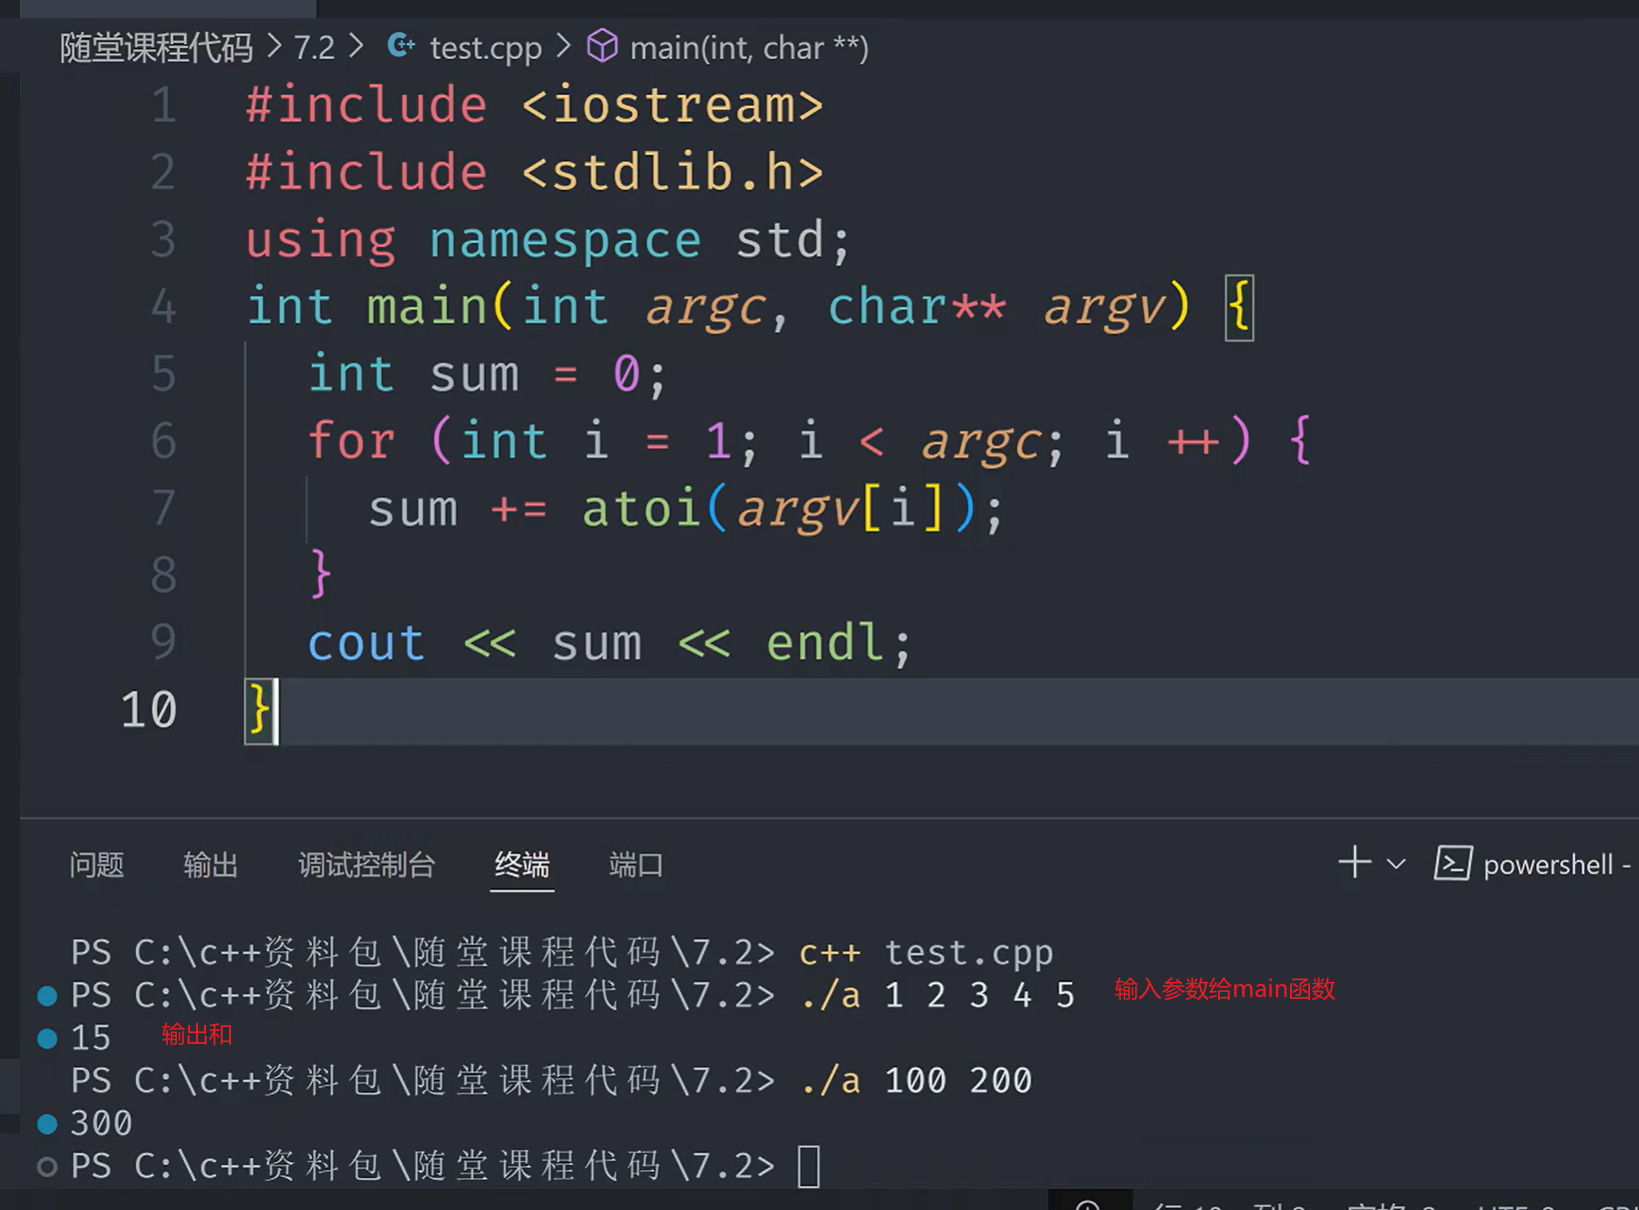 随堂课程代码 > 7.2 > test.cpp > main(int, char **)
1 #include <iostream>
2 #include <stdlib.h>
3 using namespace std;
4 int main(int argc, char** argv) {
5 int sum = 0;
6 for (int i = 1; i < argc; i ++) {
7 sum += atoi(argv[i]);
8 }
9 cout << sum << endl;
10 }
问题 输出 调试控制台 终端 端口 powershell -
PS C:\c++资料包\随堂课程代码\7.2> c++ test.cpp
PS C:\c++资料包\随堂课程代码\7.2> ./a 1 2 3 4 5 输入参数给main函数
15 输出和
PS C:\c++资料包\随堂课程代码\7.2> ./a 100 200
300
PS C:\c++资料包\随堂课程代码\7.2>